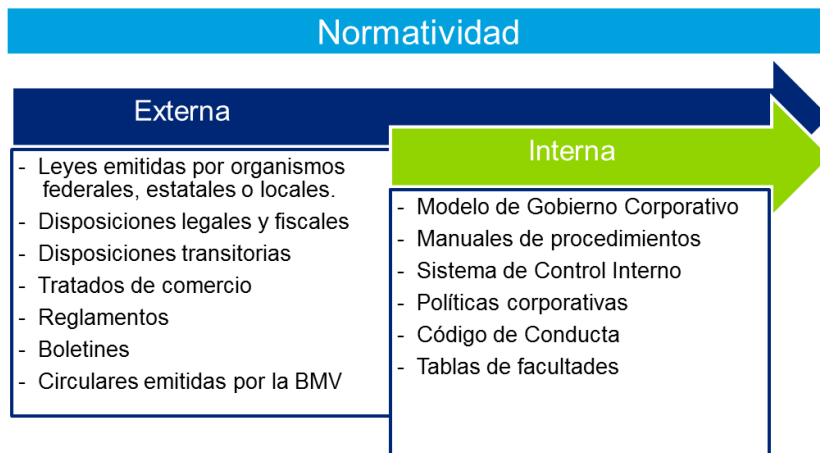 Normatividad
Externa
- Leyes emitidas por organismos
federales, estatales o locales.
- Disposiciones legales y fiscales
- Disposiciones transitorias
- Tratados de comercio
- Reglamentos
- Boletines
- Circulares emitidas por la BMV
Interna
- Modelo de Gobierno Corporativo
- Manuales de procedimientos
- Sistema de Control Interno
- Políticas corporativas
- Código de Conducta
- Tablas de facultades